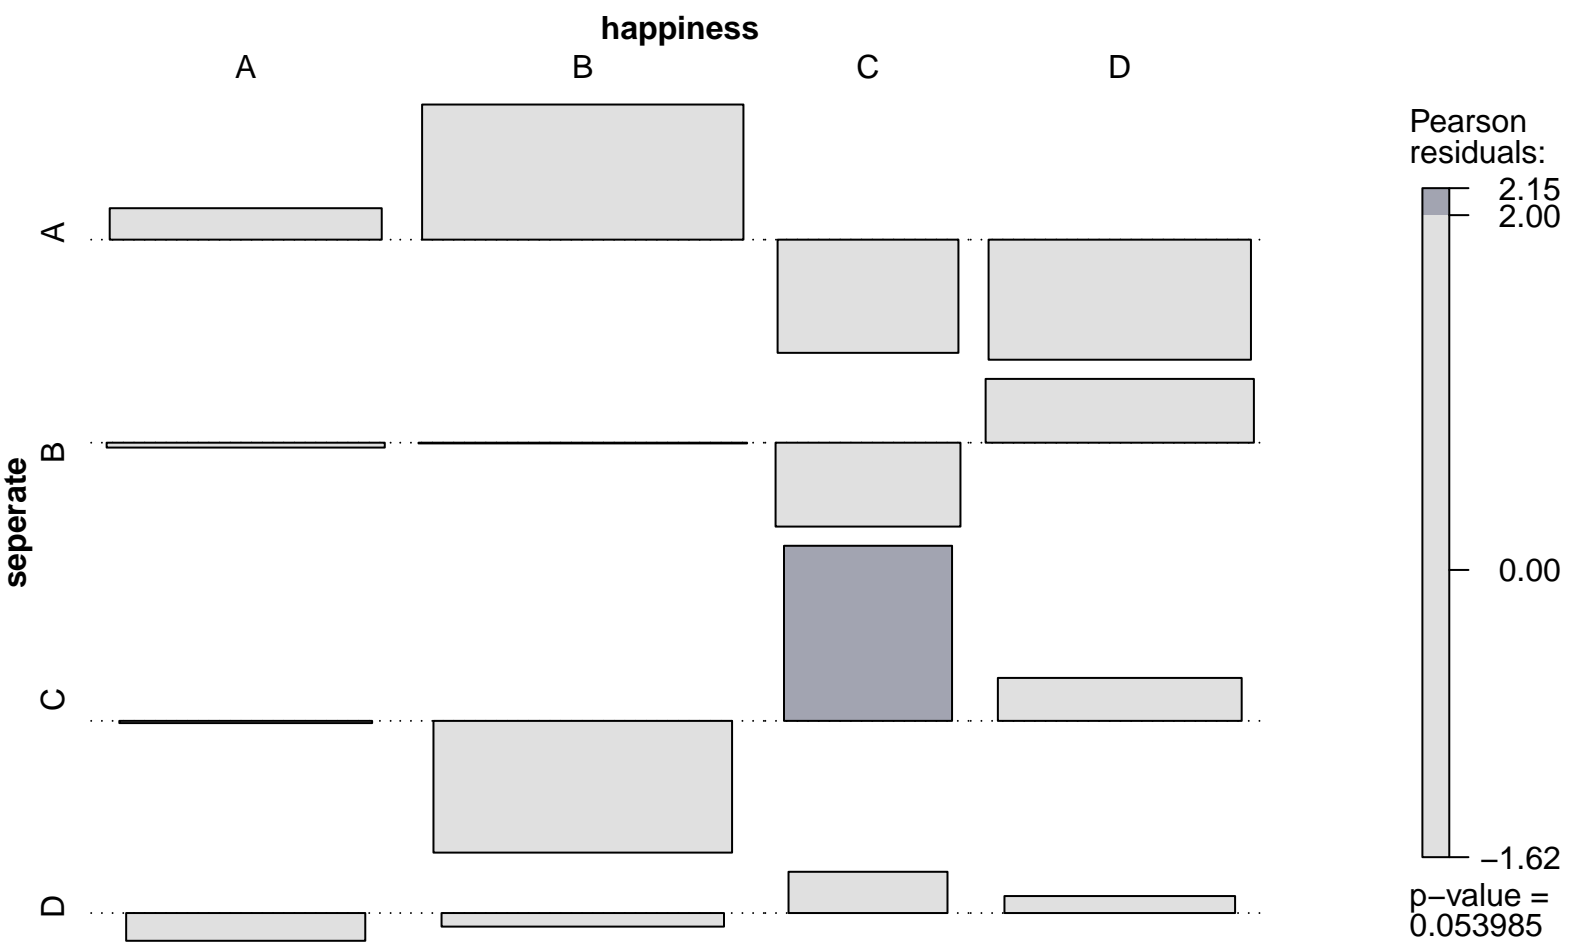 happiness
A B C D
A
B
C
D
seperate
Pearson
residuals:
2.15
2.00
0.00
−1.62
p−value =
0.053985